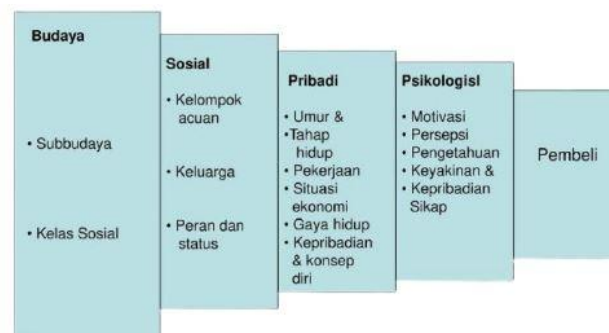 Budaya
• Subbudaya
• Kelas Sosial
Sosial
• Kelompok
acuan
• Keluarga
• Peran dan
status
Pribadi
• Umur &
•Tahap
hidup
• Pekerjaan
• Situasi
ekonomi
• Gaya hidup
• Kepribadian
& konsep
diri
Psikologisl
• Motivasi
• Persepsi
• Pengetahuan
• Keyakinan &
• Kepribadian
Sikap
Pembeli